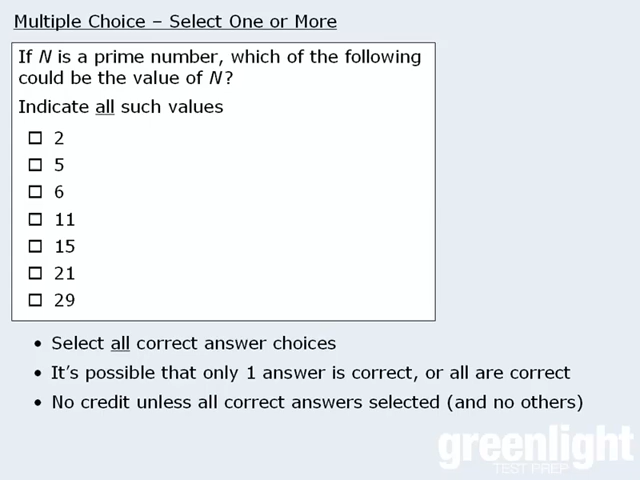 Multiple Choice – Select One or More
If N is a prime number, which of the following
could be the value of N?
Indicate all such values
2
5
6
11
15
21
29
• Select all correct answer choices
• It's possible that only 1 answer is correct, or all are correct
• No credit unless all correct answers selected (and no others)
greenlight
TEST PREP